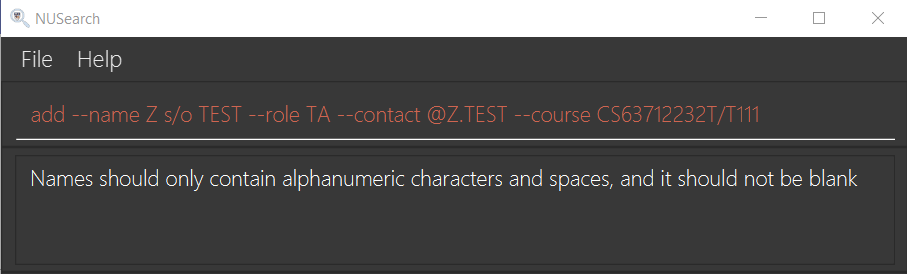 NUSearch
File Help
add --name Z s/o TEST --role TA --contact @Z.TEST --course CS63712232T/T111
Names should only contain alphanumeric characters and spaces, and it should not be blank